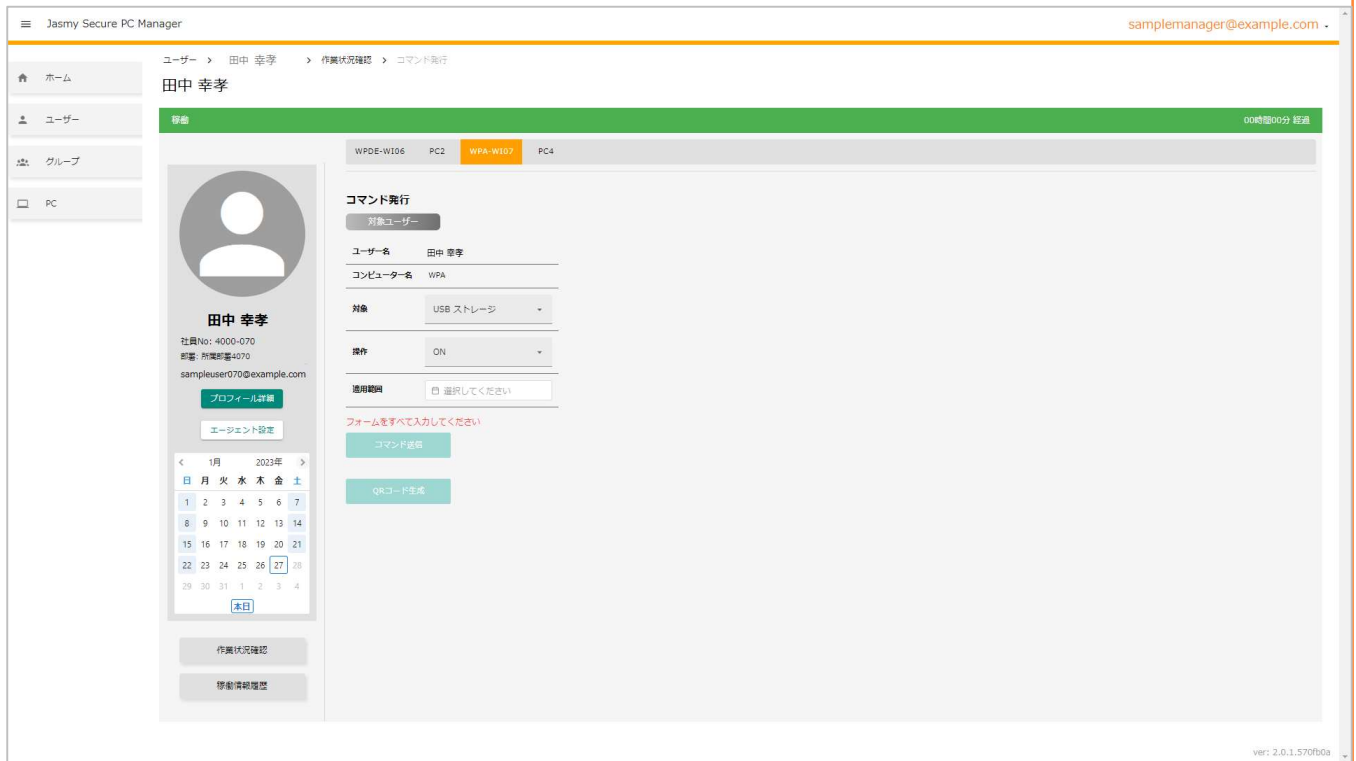 Jasmy Secure PC Manager
samplemanager@example.com
ユーザー > 田中 幸孝 > 作業状況確認 > コマンド発行
田中 幸孝
ホーム
ユーザー
グループ
PC
稼働
00時間00分 経過
WPDE-WI06 PC2 WPA-WI07 PC4
コマンド発行
対象ユーザー
ユーザー名 田中 幸孝
コンピューター名 WPA
対象 USB ストレージ
操作 ON
適用範囲 選択してください
フォームをすべて入力してください
コマンド送信
QRコード生成
田中 幸孝
社員No: 4000-070
部署: 所属部署4070
sampleuser070@example.com
プロフィール詳細
エージェント設定
< 1月 2023年 >
日 月 火 水 木 金 土
1 2 3 4 5 6 7
8 9 10 11 12 13 14
15 16 17 18 19 20 21
22 23 24 25 26 27 28
29 30 31 1 2 3 4
本日
作業状況確認
稼働情報履歴
ver: 2.0.1.570fb0a